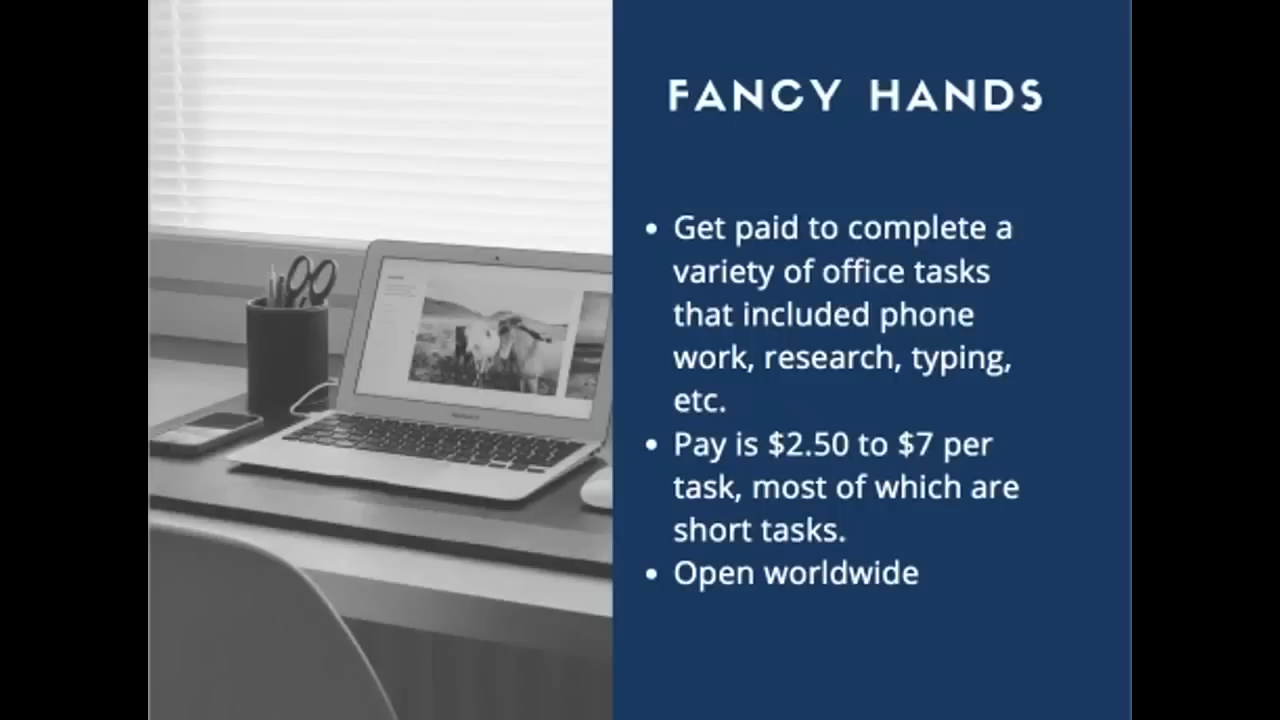 FANCY HANDS
• Get paid to complete a
variety of office tasks
that included phone
work, research, typing,
etc.
• Pay is $2.50 to $7 per
task, most of which are
short tasks.
• Open worldwide